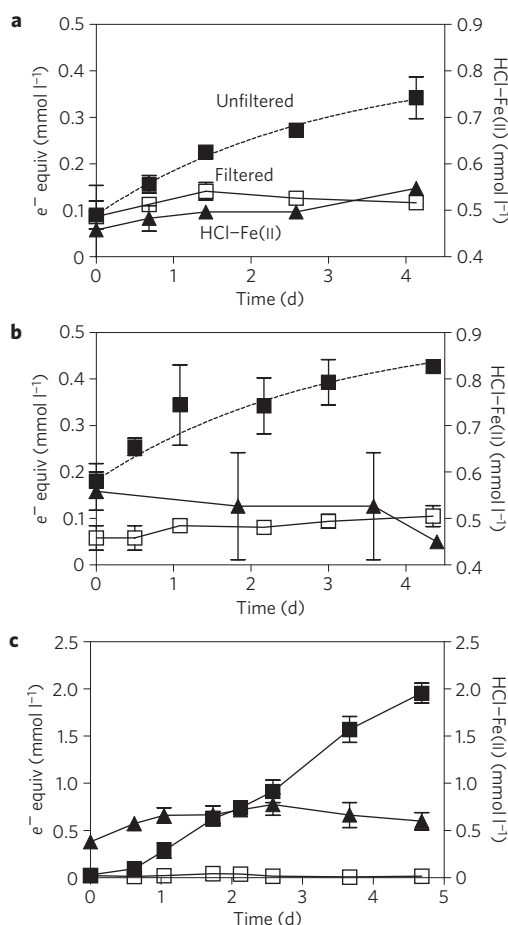 a
0.5
0.4
0.3
0.2
0.1
0
0.9
0.8
0.7
0.6
0.5
0.4
e⁻ equiv (mmol l⁻¹)
HCl–Fe(II) (mmol l⁻¹)
Unfiltered
Filtered
HCl–Fe(II)
0 1 2 3 4
Time (d)
b
0.5
0.4
0.3
0.2
0.1
0
0.9
0.8
0.7
0.6
0.5
0.4
e⁻ equiv (mmol l⁻¹)
HCl–Fe(II) (mmol l⁻¹)
0 1 2 3 4
Time (d)
c
2.5
2.0
1.5
1.0
0.5
0
2.5
2.0
1.5
1.0
0.5
0
e⁻ equiv (mmol l⁻¹)
HCl–Fe(II) (mmol l⁻¹)
0 1 2 3 4 5
Time (d)